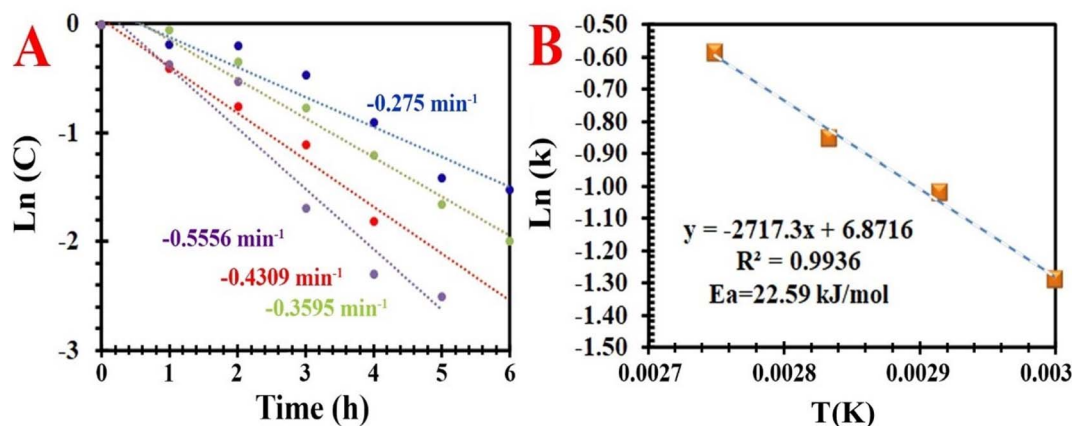 A
Ln (C)
0
-1
-2
-3
-0.275 min-1
-0.5556 min-1
-0.4309 min-1
-0.3595 min-1
0 1 2 3 4 5 6
Time (h)
B
Ln (k)
-0.50
-0.60
-0.70
-0.80
-0.90
-1.00
-1.10
-1.20
-1.30
-1.40
-1.50
y = -2717.3x + 6.8716
R² = 0.9936
Ea=22.59 kJ/mol
0.0027 0.0028 0.0029 0.003
T(K)